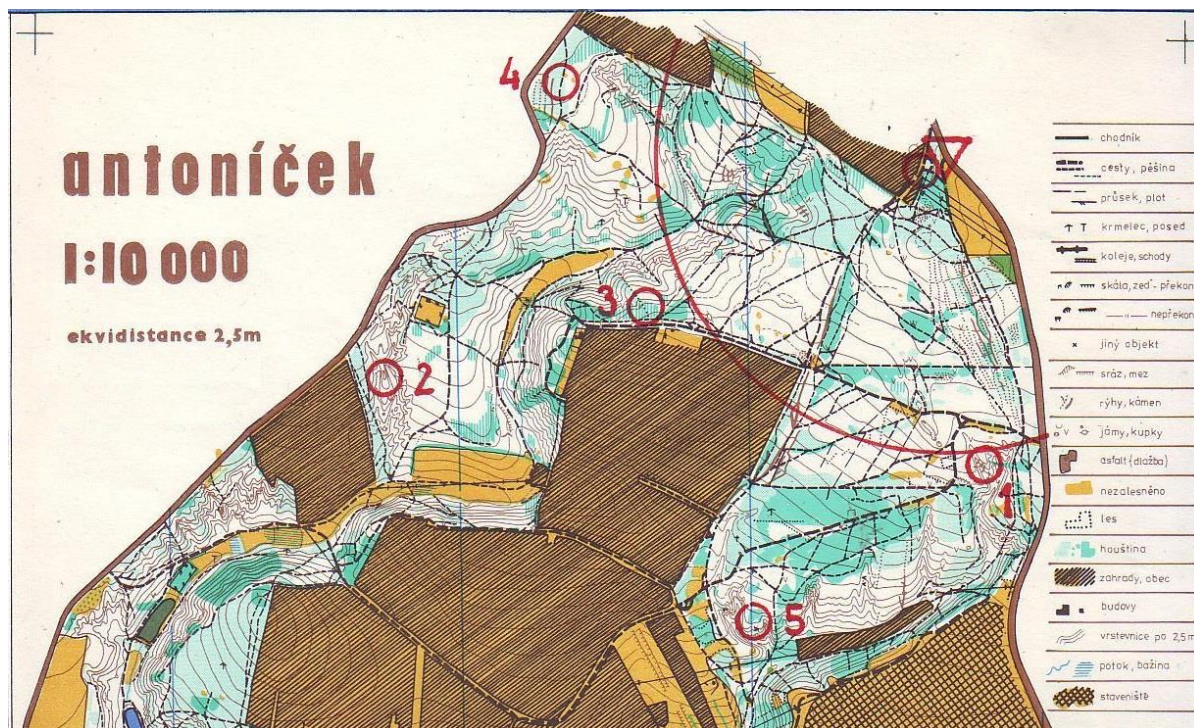 antoníček
1:10 000
ekvidistance 2,5m
4
3
2
1
5
chodník
cesty, pěšina
průsek, plot
krmelec, posed
koleje, schody
skála, zeď - překon
nepřekon
jiný objekt
sráz, mez
rýhy, kámen
jámy, kupky
asfalt (dlažba)
nezalesněno
les
houština
zahrady, obec
budovy
vrstevnice po 2,5m
potok, bažina
staveniště